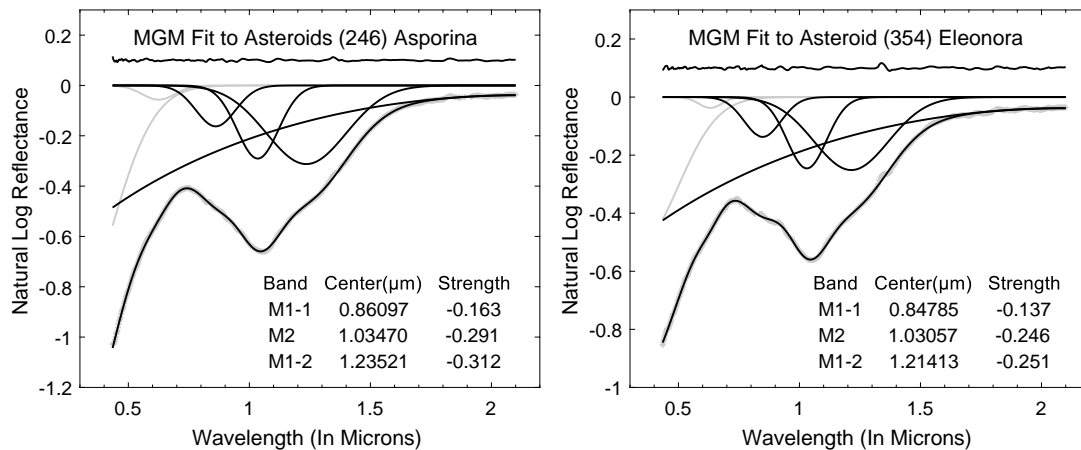 MGM Fit to Asteroids (246) Asporina
Natural Log Reflectance
0.2
0
-0.2
-0.4
-0.6
-0.8
-1
-1.2
Band Center(µm) Strength
M1-1 0.86097 -0.163
M2 1.03470 -0.291
M1-2 1.23521 -0.312
0.5 1 1.5 2
Wavelength (In Microns)
MGM Fit to Asteroid (354) Eleonora
Natural Log Reflectance
0.2
0
-0.2
-0.4
-0.6
-0.8
-1
Band Center(µm) Strength
M1-1 0.84785 -0.137
M2 1.03057 -0.246
M1-2 1.21413 -0.251
0.5 1 1.5 2
Wavelength (In Microns)